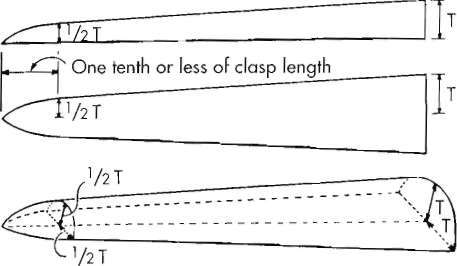 1/2 T
T
One tenth or less of clasp length
T
1/2 T
1/2 T
T
T
1/2 T